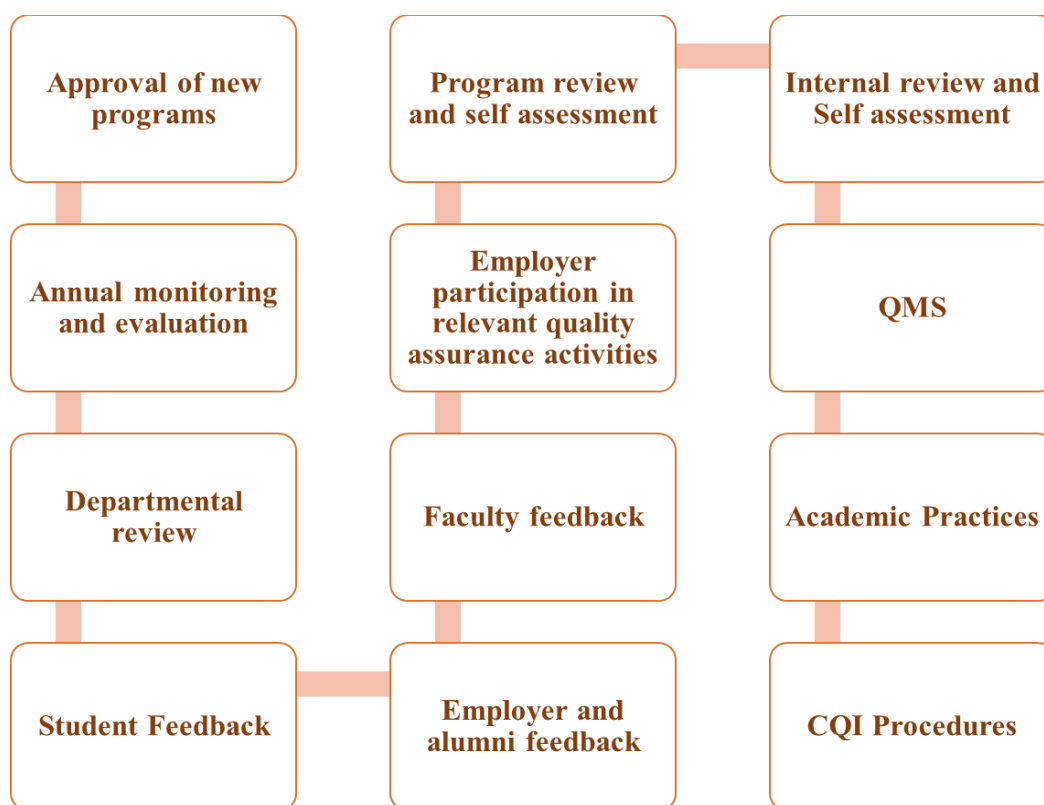 Approval of new
programs
Annual monitoring
and evaluation
Departmental
review
Student Feedback
Employer and
alumni feedback
Faculty feedback
Employer
participation in
relevant quality
assurance activities
Program review
and self assessment
Internal review and
Self assessment
QMS
Academic Practices
CQI Procedures